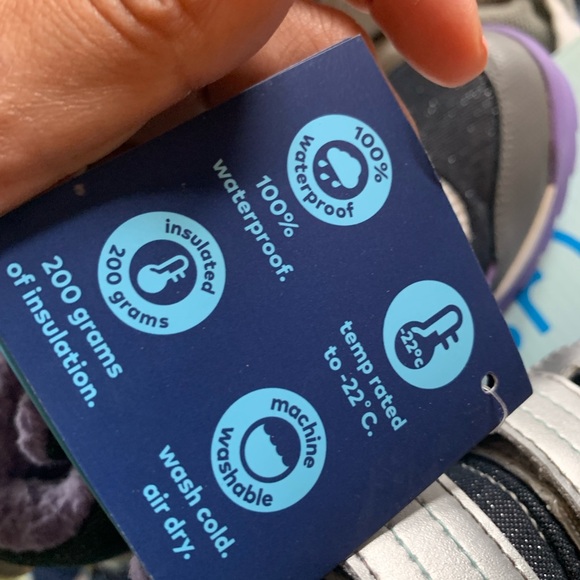 100%
waterproof
100%
waterproof.
insulated
200 grams
200 grams
of insulation.
-22°C
temp rated
to -22°C.
machine
washable
wash cold.
air dry.